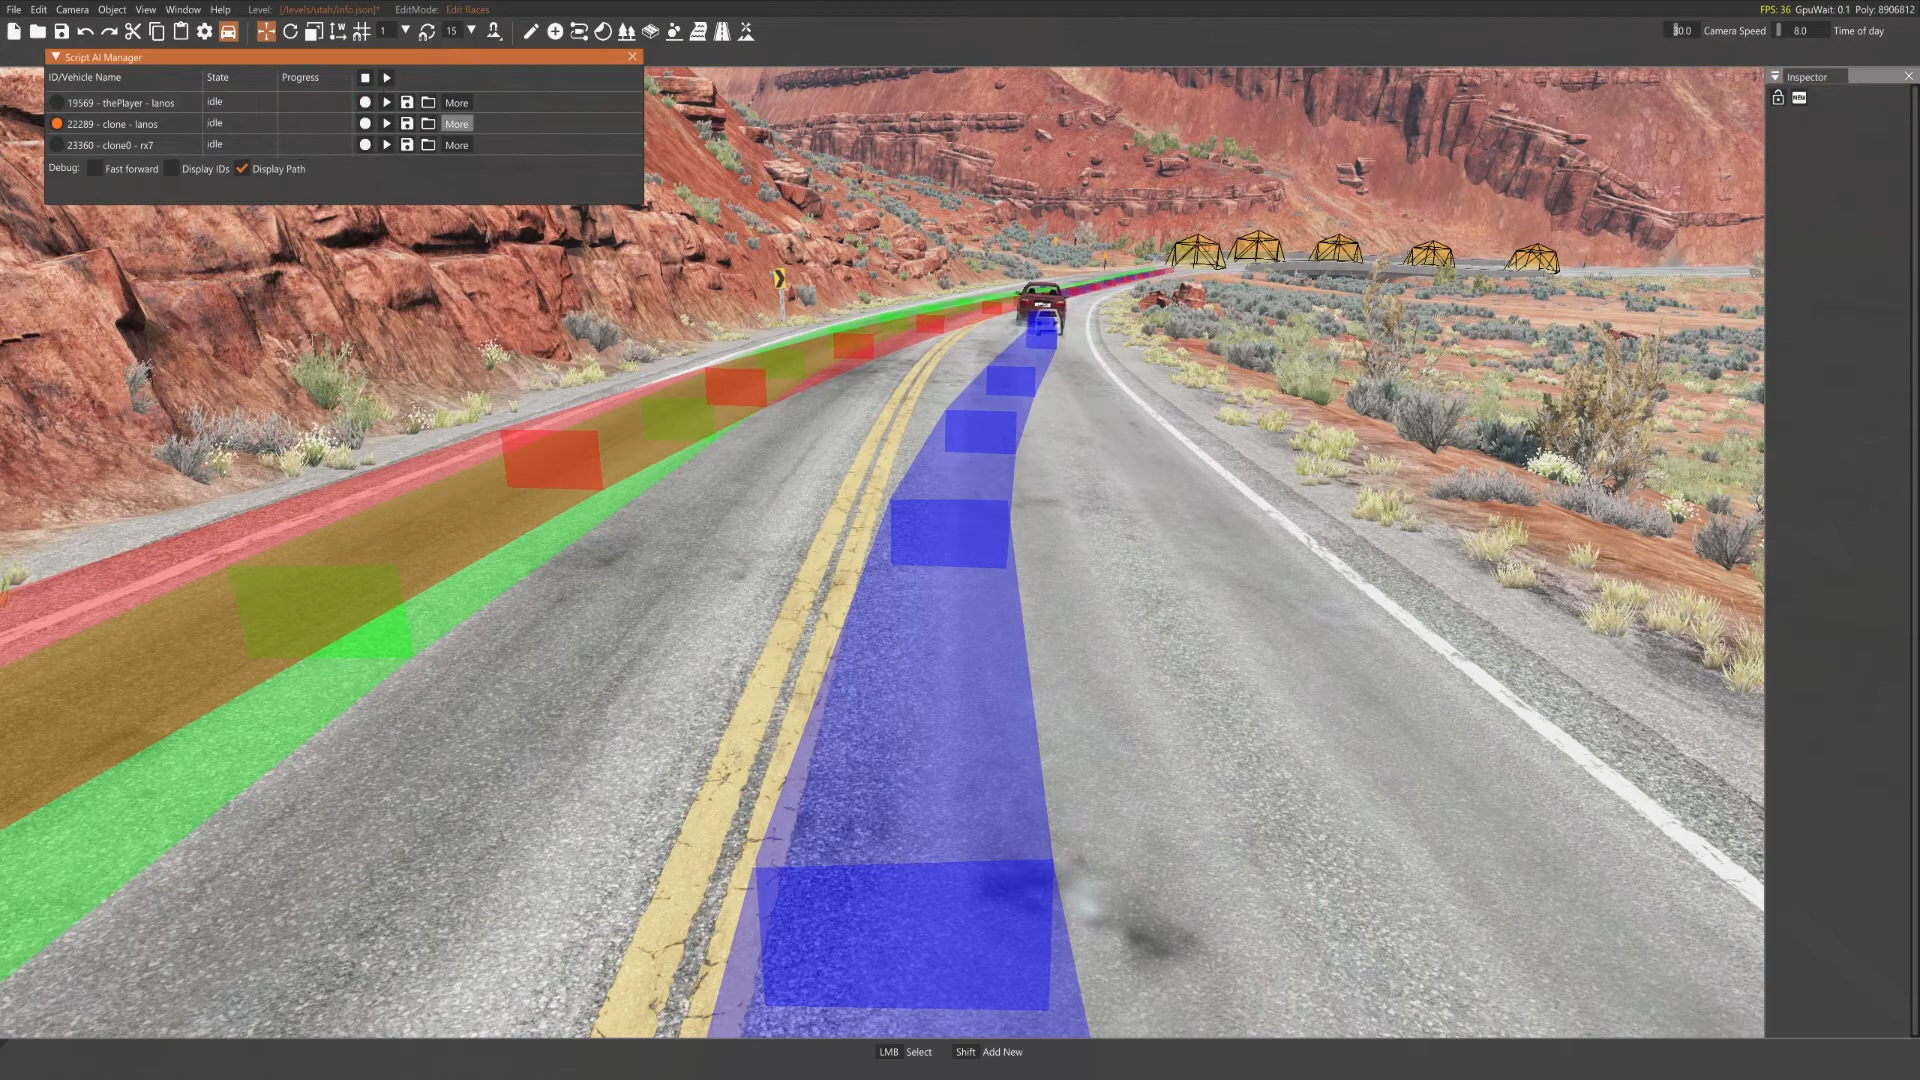 File Edit Camera Object View Window Help Level: [/levels/utah/info.json]* EditMode: Edit Races FPS: 36 GpuWait: 0.1 Poly: 8906812
1 15 30.0 Camera Speed 8.0 Time of day
Script AI Manager
Inspector
ID/Vehicle Name State Progress
NEW
19569 - thePlayer - lanos idle More
22289 - clone - lanos idle More
23360 - clone0 - rx7 idle More
Debug: Fast forward Display IDs Display Path
LMB Select Shift Add New